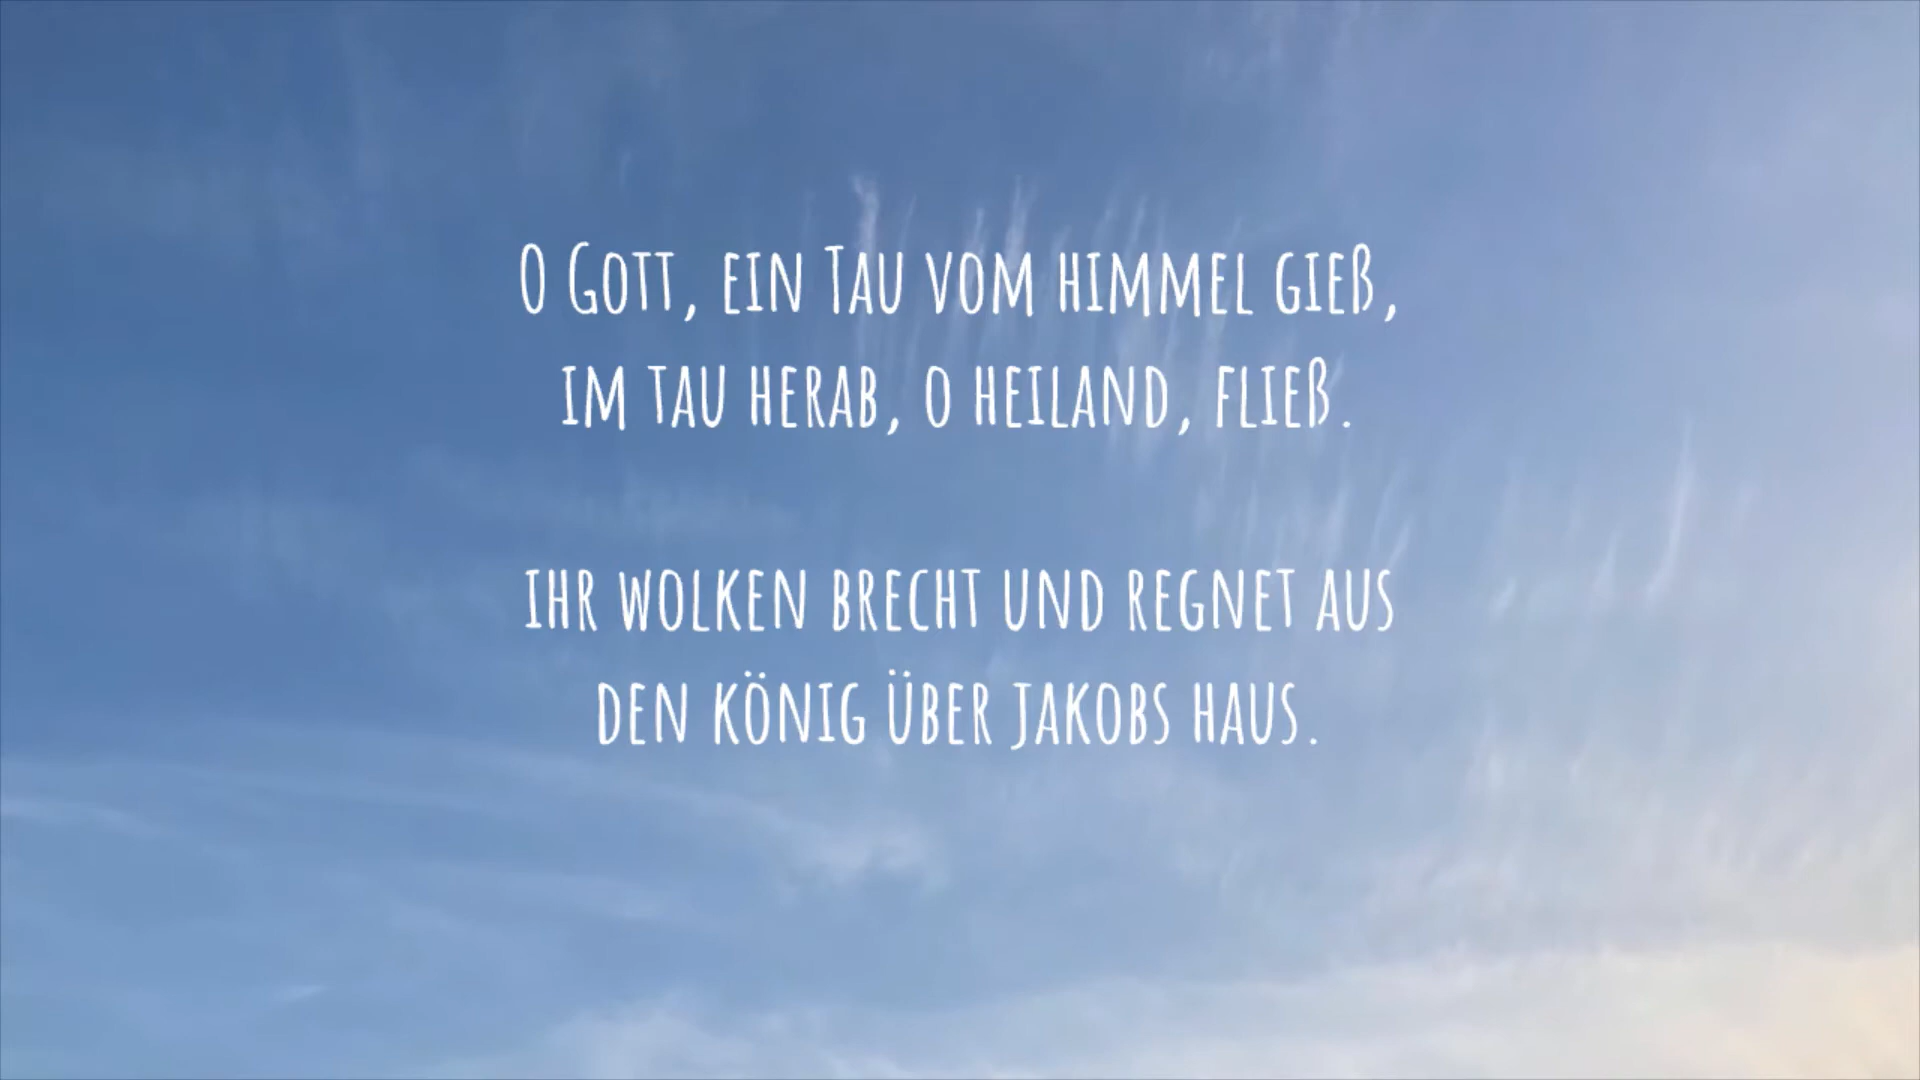 O Gott, ein Tau vom Himmel gieß,
im Tau herab, o Heiland, fließ.
Ihr Wolken brecht und regnet aus
den König über Jakobs Haus.